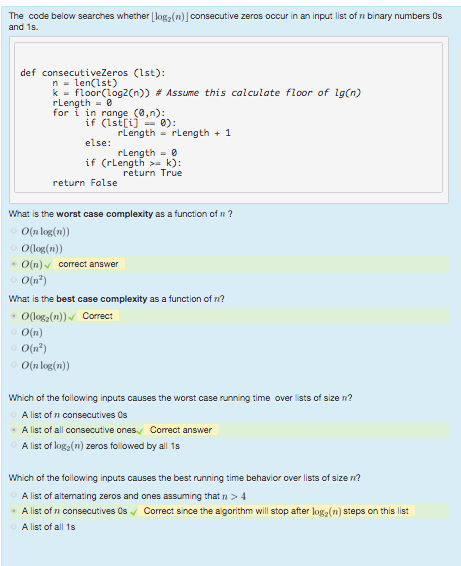 The code below searches whether ⌊log₂(n)⌋ consecutive zeros occur in an input list of n binary numbers 0s
and 1s.
def consecutiveZeros (lst):
n = len(lst)
k = floor(log2(n)) # Assume this calculate floor of lg(n)
rLength = 0
for i in range (0,n):
if (lst[i] == 0):
rLength = rLength + 1
else:
rLength = 0
if (rLength >= k):
return True
return False
What is the worst case complexity as a function of n ?
O(n log(n))
O(log(n))
O(n) ✓ correct answer
O(n²)
What is the best case complexity as a function of n?
O(log₂(n)) ✓ Correct
O(n)
O(n²)
O(n log(n))
Which of the following inputs causes the worst case running time over lists of size n?
A list of n consecutives 0s
A list of all consecutive ones ✓ Correct answer
A list of log₂(n) zeros followed by all 1s
Which of the following inputs causes the best running time behavior over lists of size n?
A list of alternating zeros and ones assuming that n > 4
A list of n consecutives 0s ✓ Correct since the algorithm will stop after log₂(n) steps on this list
A list of all 1s